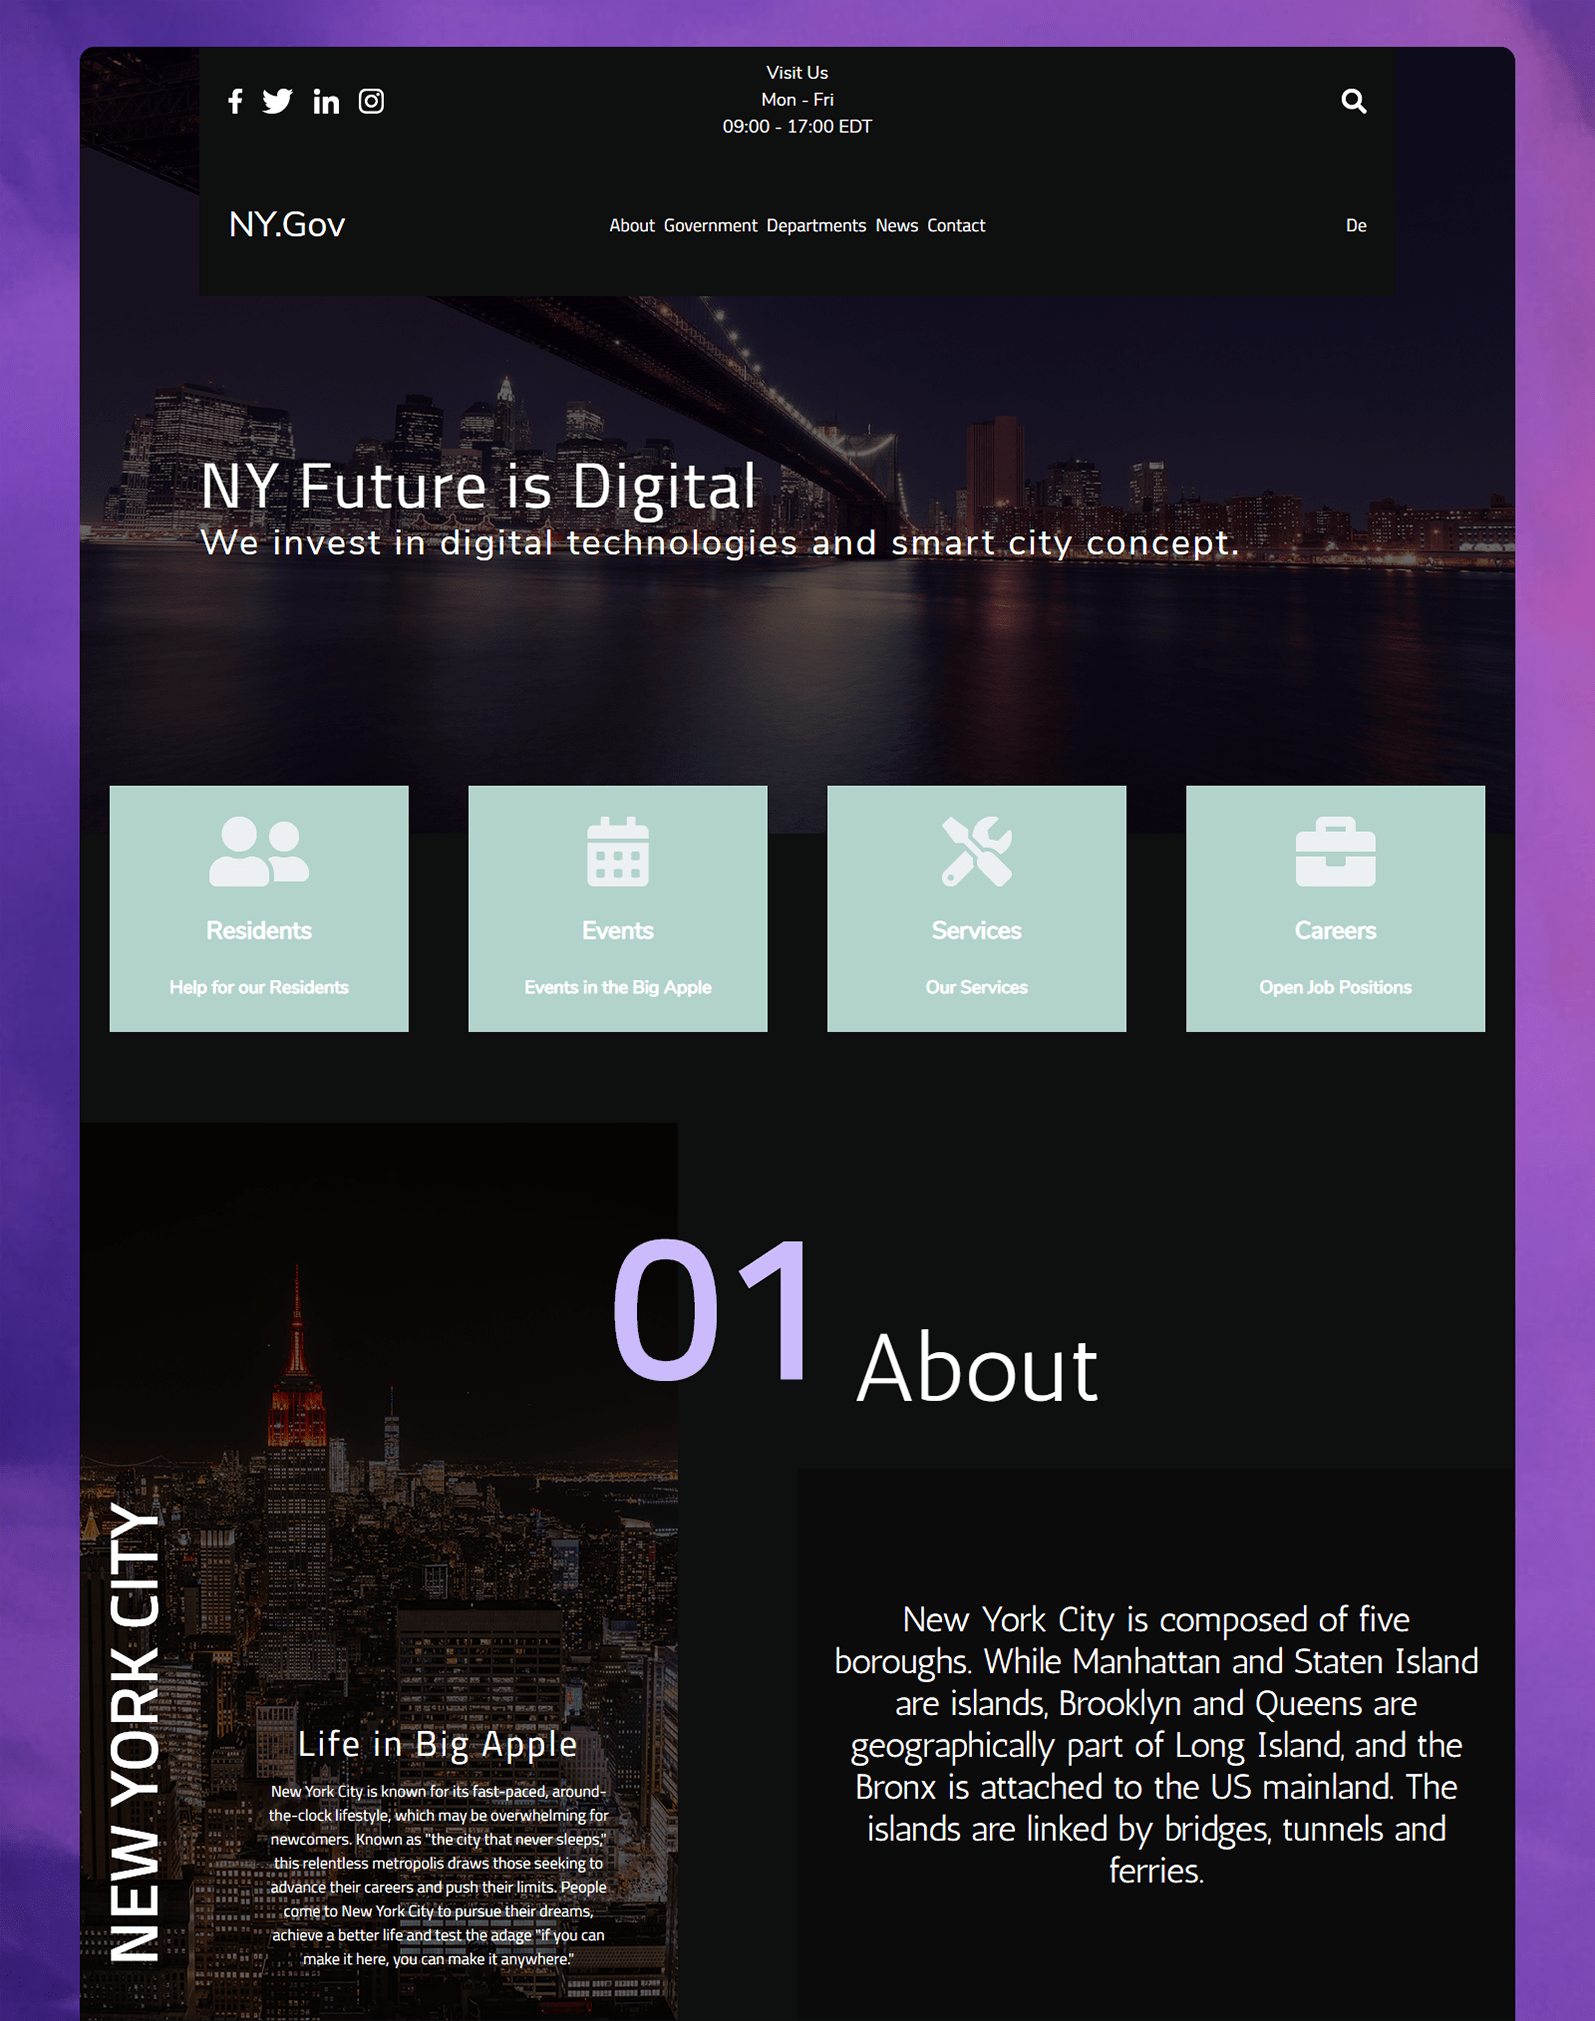 Visit Us
Mon - Fri
09:00 - 17:00 EDT
NY.Gov
About Government Departments News Contact
De
NY Future is Digital
We invest in digital technologies and smart city concept.
Residents
Help for our Residents
Events
Events in the Big Apple
Services
Our Services
Careers
Open Job Positions
01
About
NEW YORK CITY
Life in Big Apple
New York City is known for its fast-paced, around-
the-clock lifestyle, which may be overwhelming for
newcomers. Known as "the city that never sleeps,"
this relentless metropolis draws those seeking to
advance their careers and push their limits. People
come to New York City to pursue their dreams,
achieve a better life and test the adage "if you can
make it here, you can make it anywhere."
New York City is composed of five
boroughs. While Manhattan and Staten Island
are islands, Brooklyn and Queens are
geographically part of Long Island, and the
Bronx is attached to the US mainland. The
islands are linked by bridges, tunnels and
ferries.